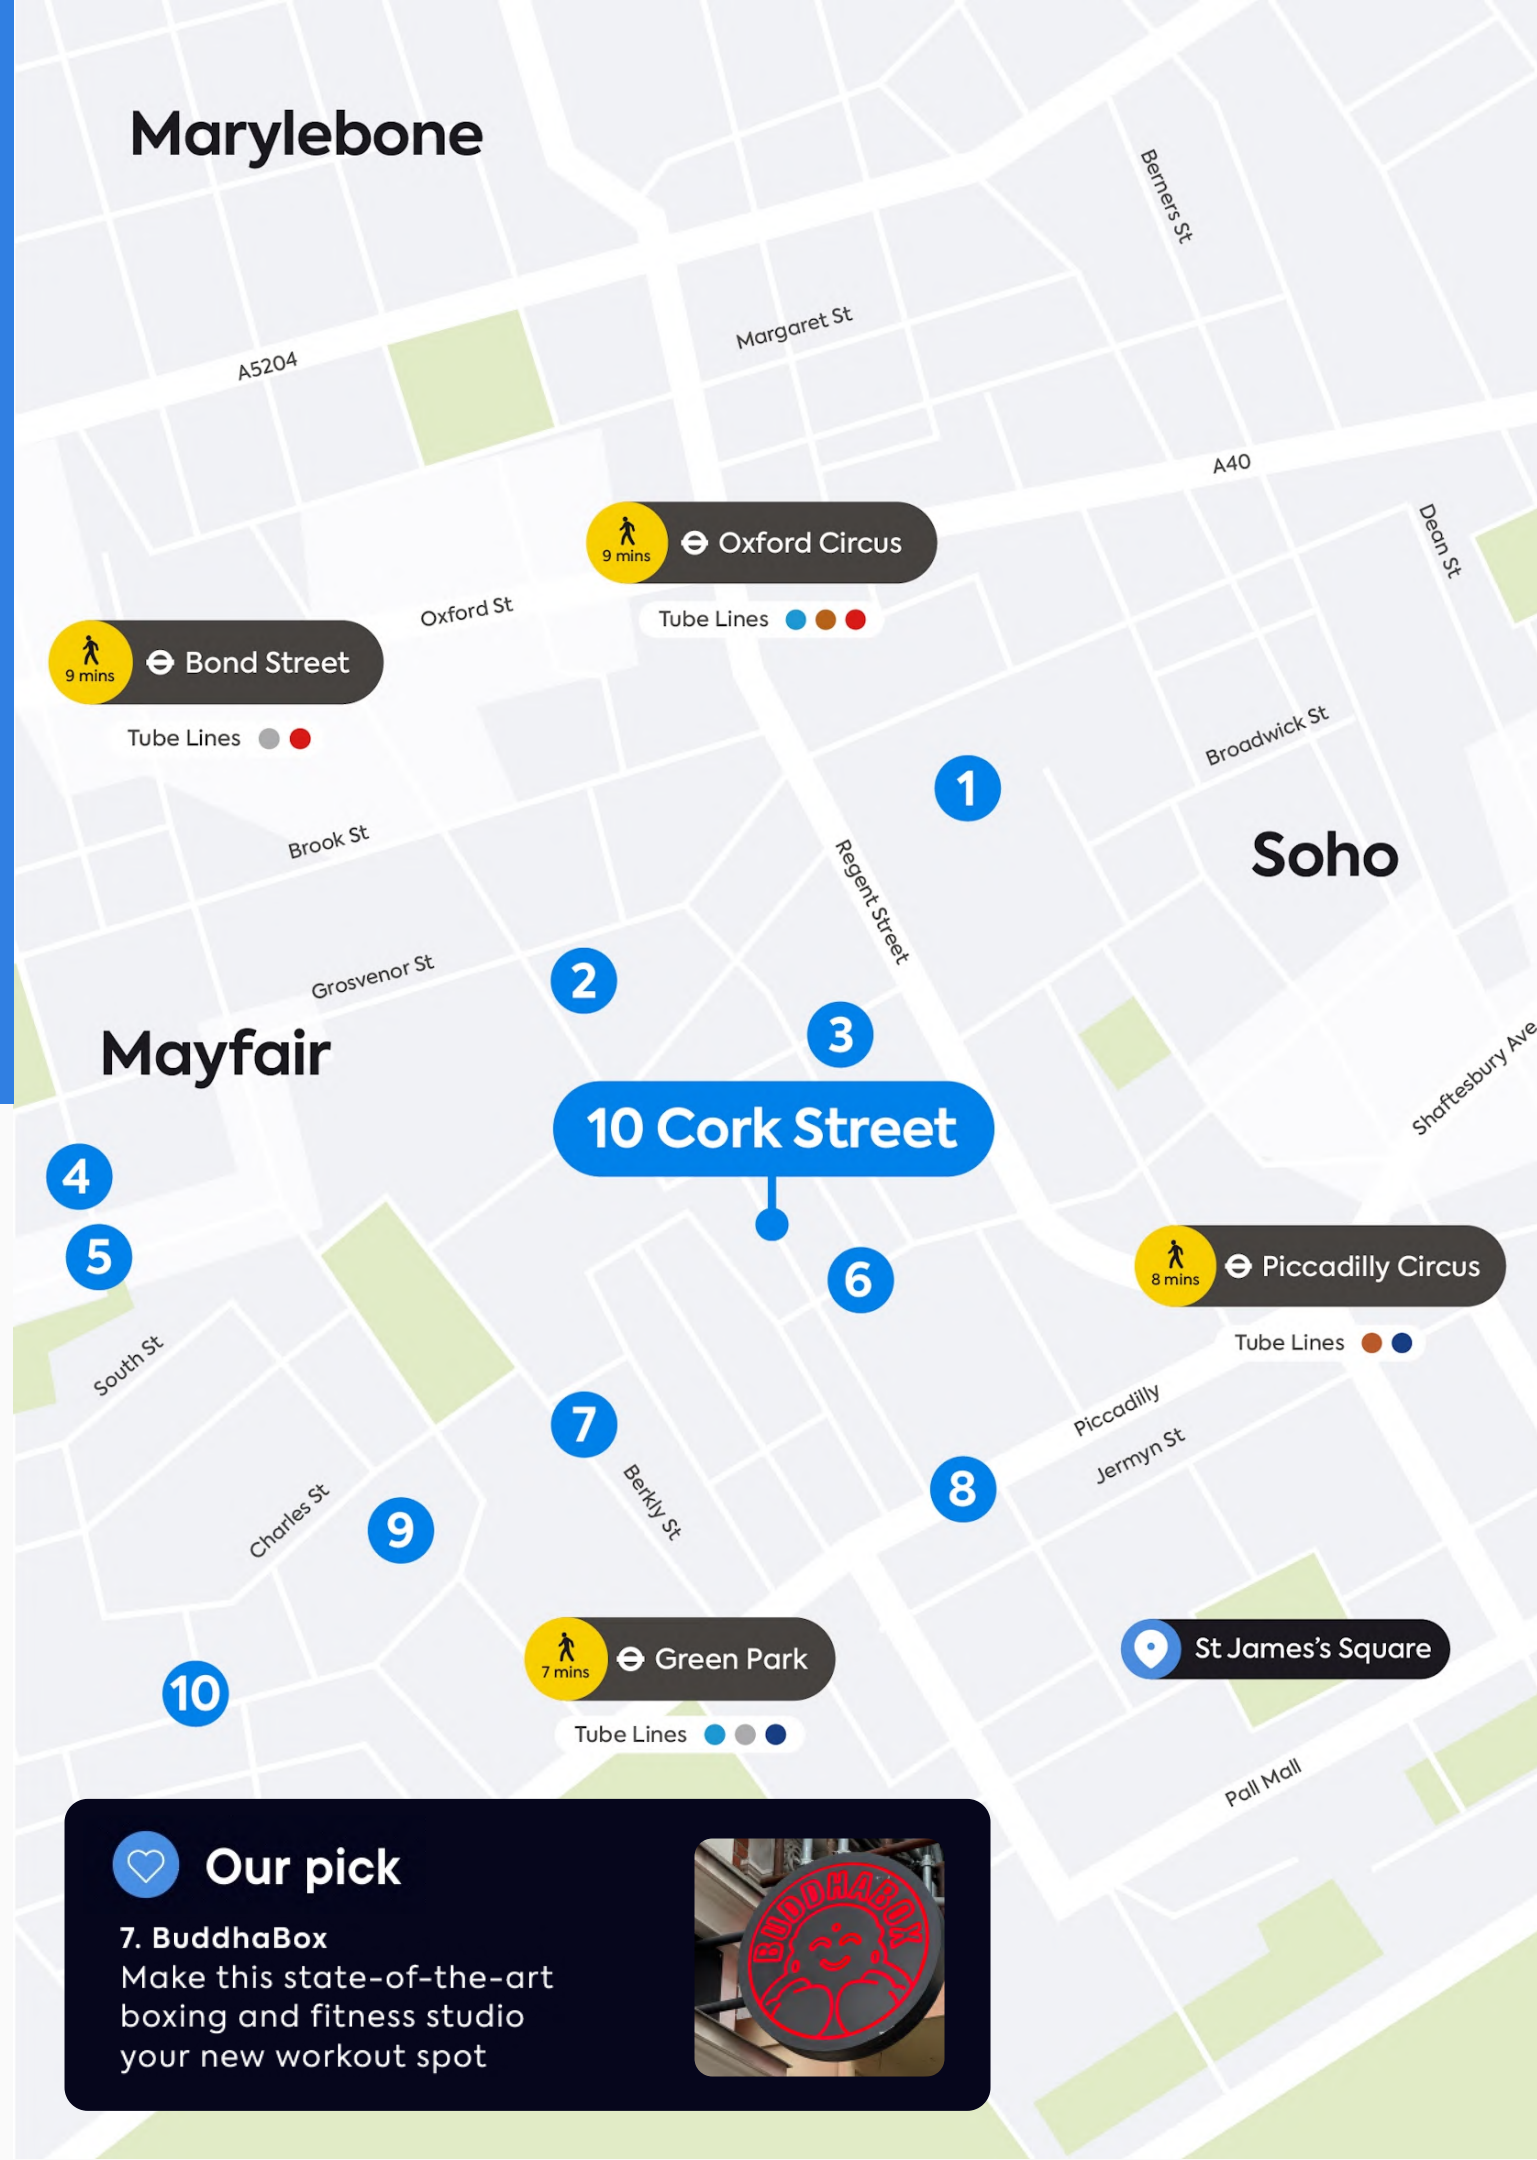 Marylebone
Berners St
Margaret St
A5204
A40
Dean St
9 mins
Oxford Circus
Tube Lines
Oxford St
9 mins
Bond Street
Tube Lines
Broadwick St
1
Brook St
Regent Street
Soho
Grosvenor St
2
3
Mayfair
Shaftesbury Ave
10 Cork Street
4
5
6
8 mins
Piccadilly Circus
Tube Lines
South St
Piccadilly
7
Jermyn St
Berkly St
8
Charles St
9
7 mins
Green Park
Tube Lines
St James's Square
10
Pall Mall
Our pick
7. BuddhaBox
Make this state-of-the-art
boxing and fitness studio
your new workout spot
BUDDHABOX